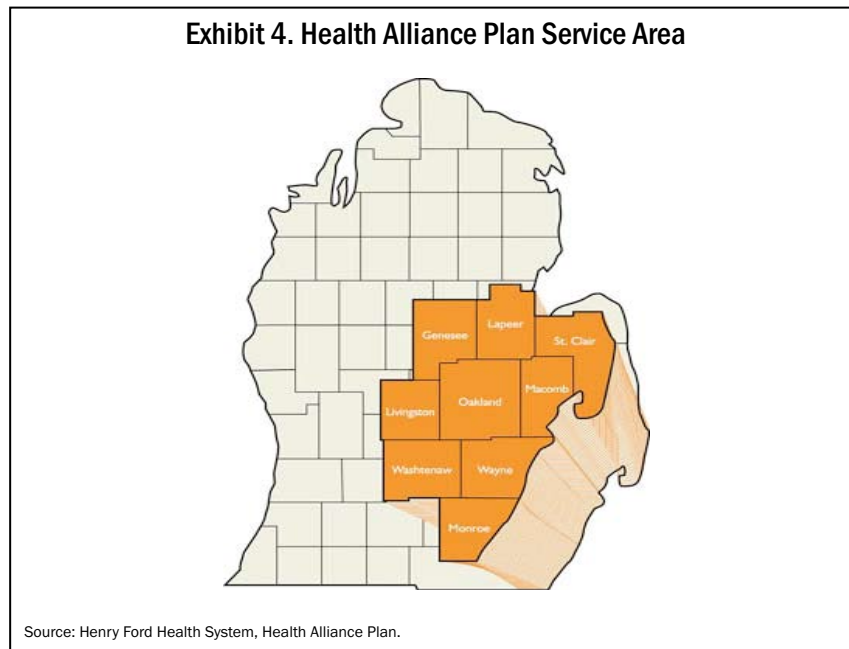 Exhibit 4. Health Alliance Plan Service Area
Genesee
Lapeer
St. Clair
Livingston
Oakland
Macomb
Washtenaw
Wayne
Monroe
Source: Henry Ford Health System, Health Alliance Plan.